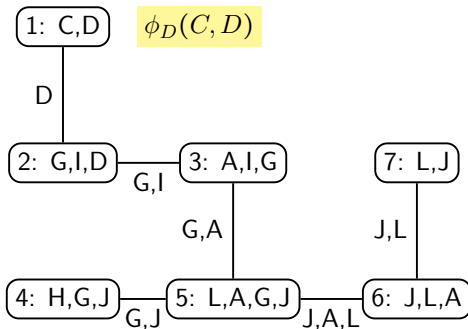 1: C,D
ϕ_D(C, D)
D
2: G,I,D
G,I
3: A,I,G
7: L,J
G,A
J,L
4: H,G,J
G,J
5: L,A,G,J
J,A,L
6: J,L,A